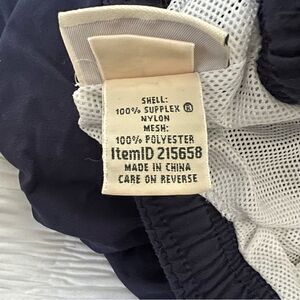 SHELL:
100% SUPPLEX ®
NYLON
MESH:
100% POLYESTER
ItemID 215658
MADE IN CHINA
CARE ON REVERSE